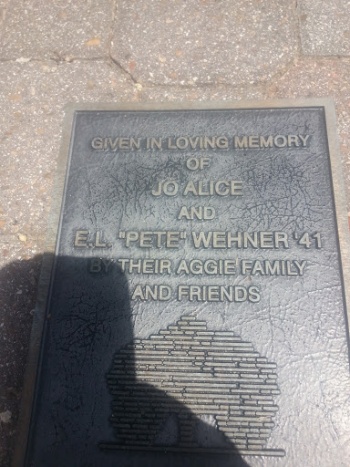 GIVEN IN LOVING MEMORY
OF
JO ALICE
AND
E.L. "PETE" WEHNER '41
BY THEIR AGGIE FAMILY
AND FRIENDS